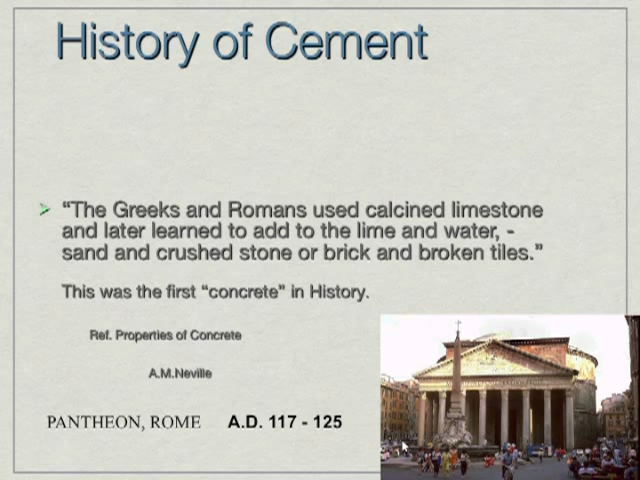 History of Cement
“The Greeks and Romans used calcined limestone
and later learned to add to the lime and water, -
sand and crushed stone or brick and broken tiles.”
This was the first “concrete” in History.
Ref. Properties of Concrete
A.M.Neville
PANTHEON, ROME A.D. 117 - 125